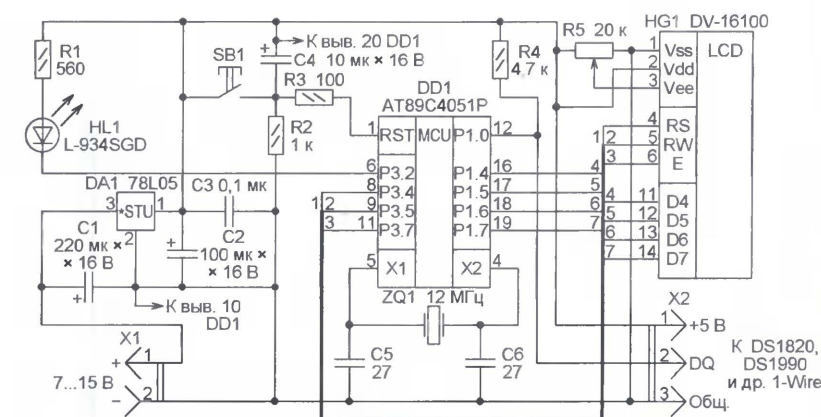 HG1 DV-16100
R5 20 к
LCD
1 Vss
2 Vdd
3 Vee
4 RS
5 RW
6 E
11 D4
12 D5
13 D6
14 D7
1
2
3
4
5
6
7
R1
560
HL1
L-934SGD
SB1
К выв. 20 DD1
+
C4 10 мк × 16 В
R3 100
R2
1 к
R4
4,7 к
DD1
AT89C4051P
MCU
1 RST
P1.0 12
6 P3.2
8 P3.4
9 P3.5
11 P3.7
P1.4 16
P1.5 17
P1.6 18
P1.7 19
5 X1
X2 4
1
2
3
4
5
6
7
ZQ1 12 МГц
C5
27
C6
27
DA1 78L05
3 *STU 1
2
C3 0,1 мк
C1
220 мк ×
× 16 В
+
C2
+
100 мк ×
× 16 В
К выв. 10
DD1
X1
+ 1
7...15 В
– 2
X2
1 +5 В
2 DQ
3 Общ.
К DS1820,
DS1990
и др. 1-Wire